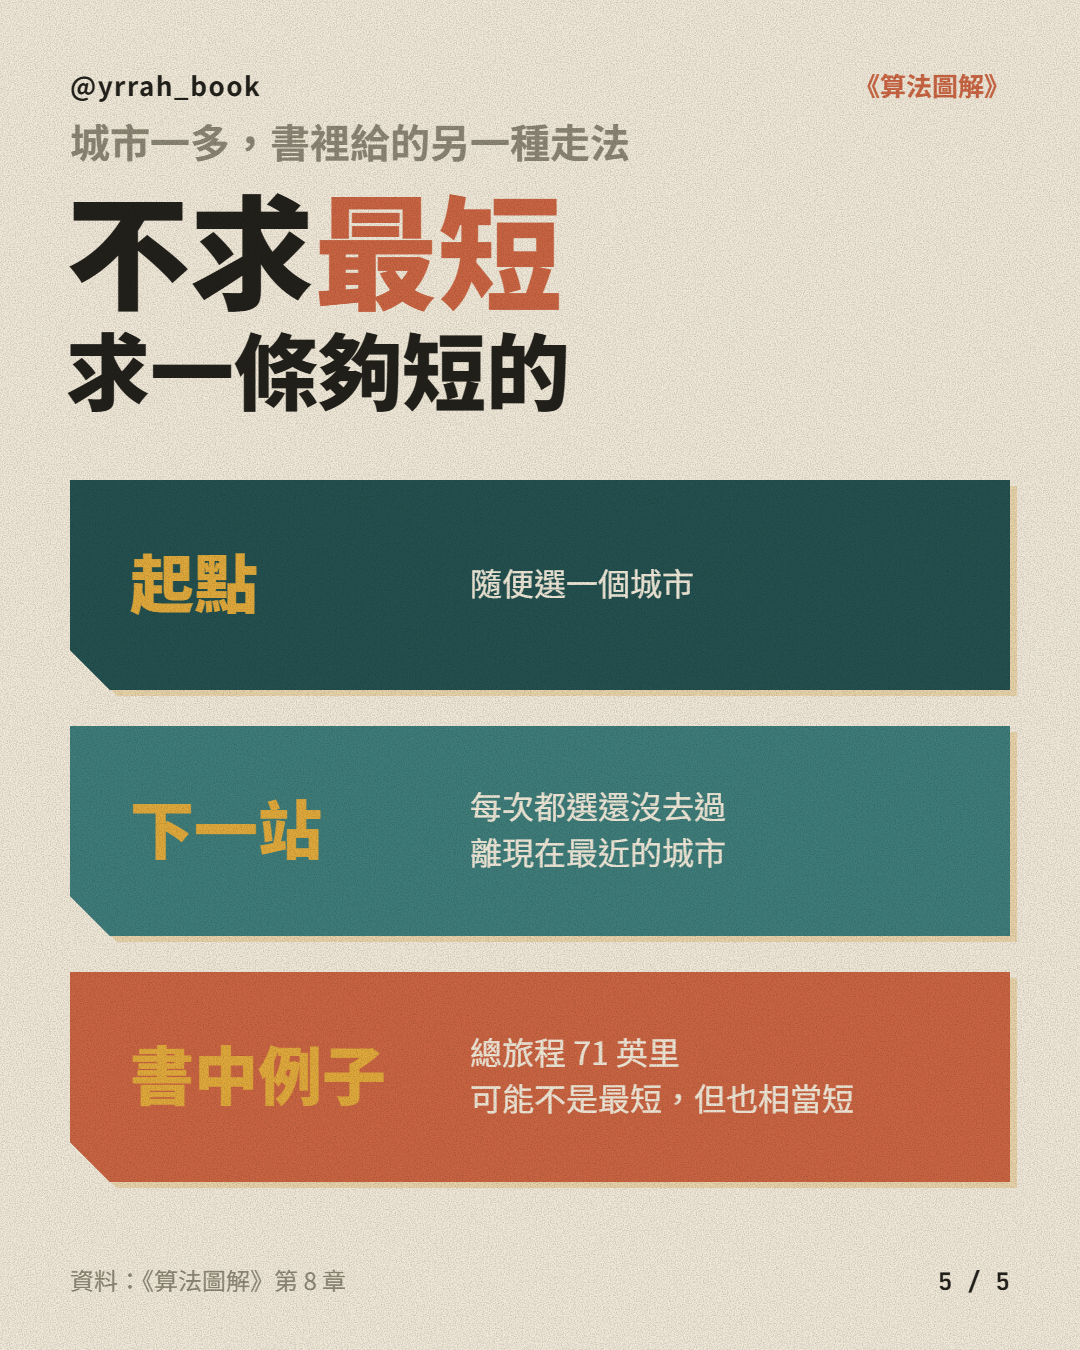 @yrrah_book
《算法圖解》
城市一多，書裡給的另一種走法
不求最短
求一條夠短的
起點
隨便選一個城市
下一站
每次都選還沒去過
離現在最近的城市
書中例子
總旅程 71 英里
可能不是最短，但也相當短
資料：《算法圖解》第 8 章
5 / 5